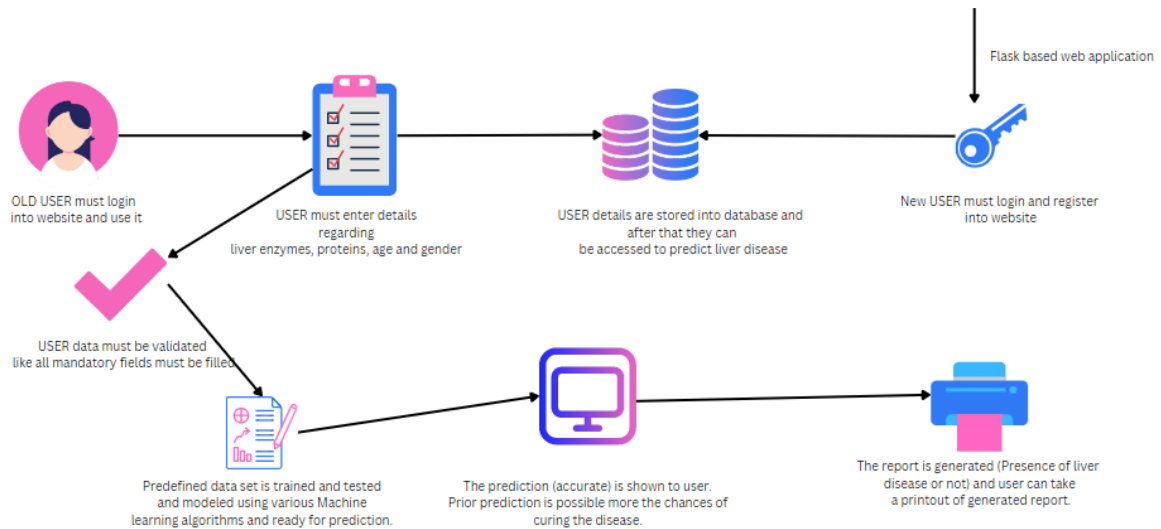 Flask based web application
OLD USER must login
into website and use it
USER must enter details
regarding
liver enzymes, proteins, age and gender
USER details are stored into database and
after that they can
be accessed to predict liver disease
New USER must login and register
into website
USER data must be validated
like all mandatory fields must be filled.
Predefined data set is trained and tested
and modeled using various Machine
learning algorithms and ready for prediction.
The prediction (accurate) is shown to user.
Prior prediction is possible more the chances of
curing the disease.
The report is generated (Presence of liver
disease or not) and user can take
a printout of generated report.